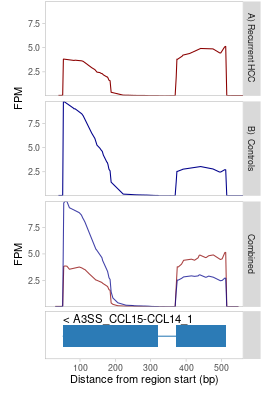 7.5
5.0
2.5
A) Recurrent HCC
FPM
7.5
5.0
2.5
B) Controls
7.5
5.0
2.5
Combined
FPM
< A3SS_CCL15-CCL14_1
100 200 300 400 500
Distance from region start (bp)